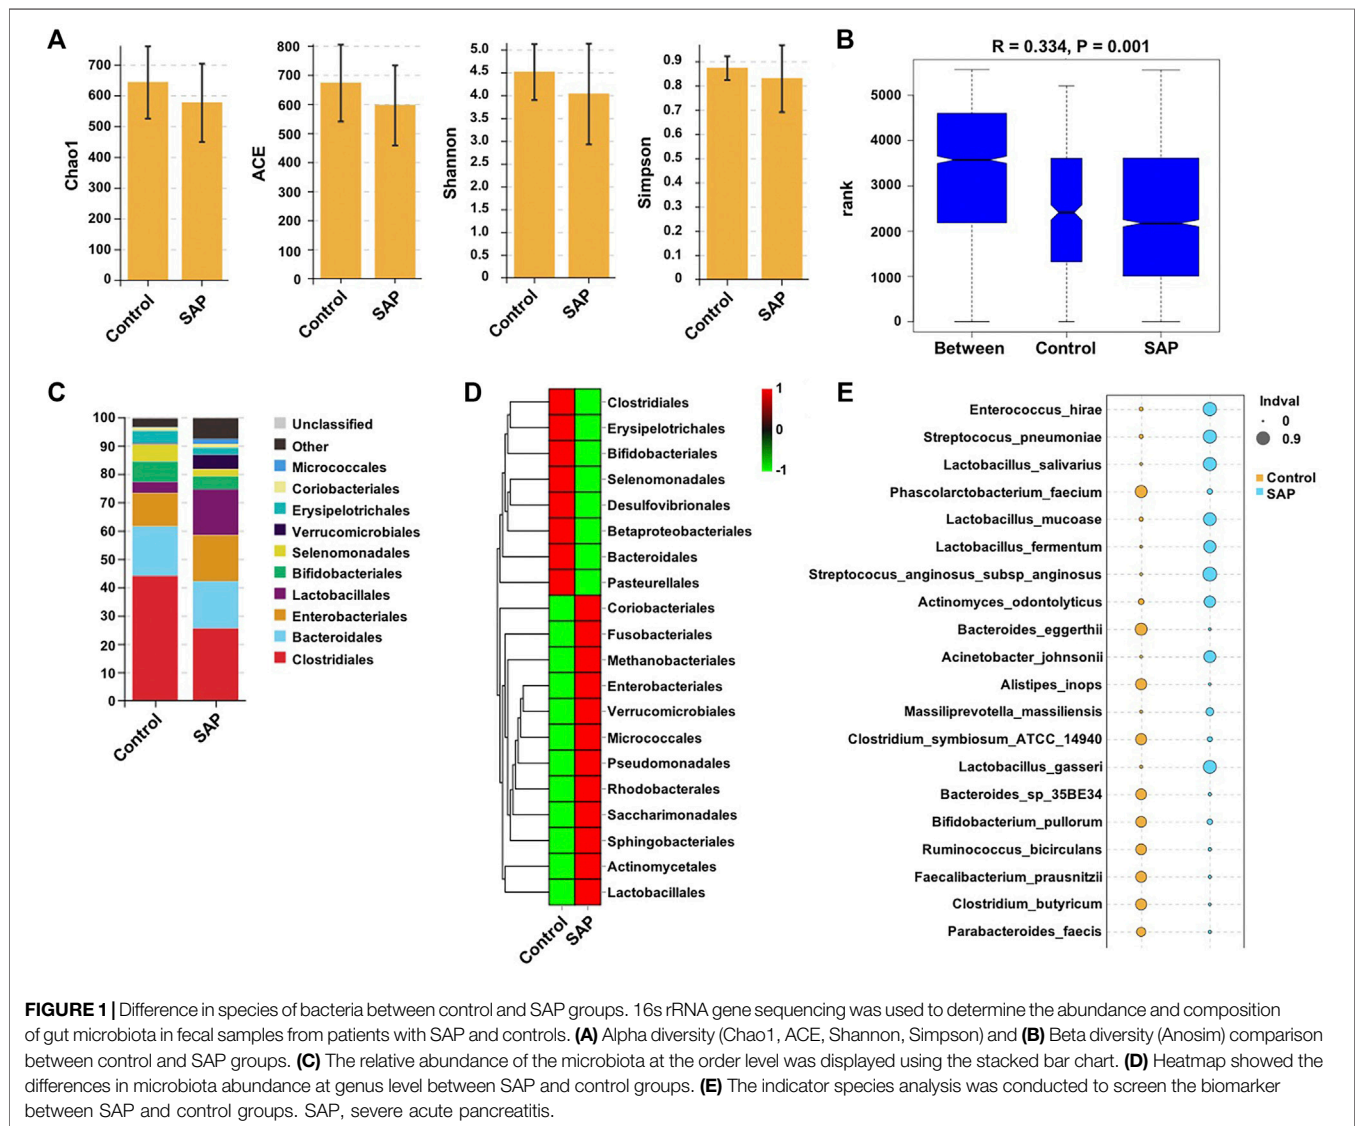 A
Chao1
700
600
500
400
300
200
100
0
Control
SAP
ACE
800
700
600
500
400
300
200
100
0
Control
SAP
Shannon
5.0
4.5
4.0
3.5
3.0
2.5
2.0
1.5
1.0
0.5
0
Control
SAP
Simpson
0.9
0.8
0.7
0.6
0.5
0.4
0.3
0.2
0.1
0
Control
SAP
B
R = 0.334, P = 0.001
rank
5000
4000
3000
2000
1000
0
Between
Control
SAP
C
100
90
80
70
60
50
40
30
20
10
0
Control
SAP
Unclassified
Other
Micrococcales
Coriobacteriales
Erysipelotrichales
Verrucomicrobiales
Selenomonadales
Bifidobacteriales
Lactobacillales
Enterobacteriales
Bacteroidales
Clostridiales
D
1
0
-1
Clostridiales
Erysipelotrichales
Bifidobacteriales
Selenomonadales
Desulfovibrionales
Betaproteobacteriales
Bacteroidales
Pasteurellales
Coriobacteriales
Fusobacteriales
Methanobacteriales
Enterobacteriales
Verrucomicrobiales
Micrococcales
Pseudomonadales
Rhodobacterales
Saccharimonadales
Sphingobacteriales
Actinomycetales
Lactobacillales
Control
SAP
E
Enterococcus_hirae
Streptococus_pneumoniae
Lactobacillus_salivarius
Phascolarctobacterium_faecium
Lactobacillus_mucoase
Lactobacillus_fermentum
Streptococcus_anginosus_subsp_anginosus
Actinomyces_odontolyticus
Bacteroides_eggerthii
Acinetobacter_johnsonii
Alistipes_inops
Massiliprevotella_massiliensis
Clostridium_symbiosum_ATCC_14940
Lactobacillus_gasseri
Bacteroides_sp_35BE34
Bifidobacterium_pullorum
Ruminococcus_bicirculans
Faecalibacterium_prausnitzii
Clostridium_butyricum
Parabacteroides_faecis
Indval
0
0.9
Control
SAP
FIGURE 1 | Difference in species of bacteria between control and SAP groups. 16s rRNA gene sequencing was used to determine the abundance and composition
of gut microbiota in fecal samples from patients with SAP and controls. (A) Alpha diversity (Chao1, ACE, Shannon, Simpson) and (B) Beta diversity (Anosim) comparison
between control and SAP groups. (C) The relative abundance of the microbiota at the order level was displayed using the stacked bar chart. (D) Heatmap showed the
differences in microbiota abundance at genus level between SAP and control groups. (E) The indicator species analysis was conducted to screen the biomarker
between SAP and control groups. SAP, severe acute pancreatitis.